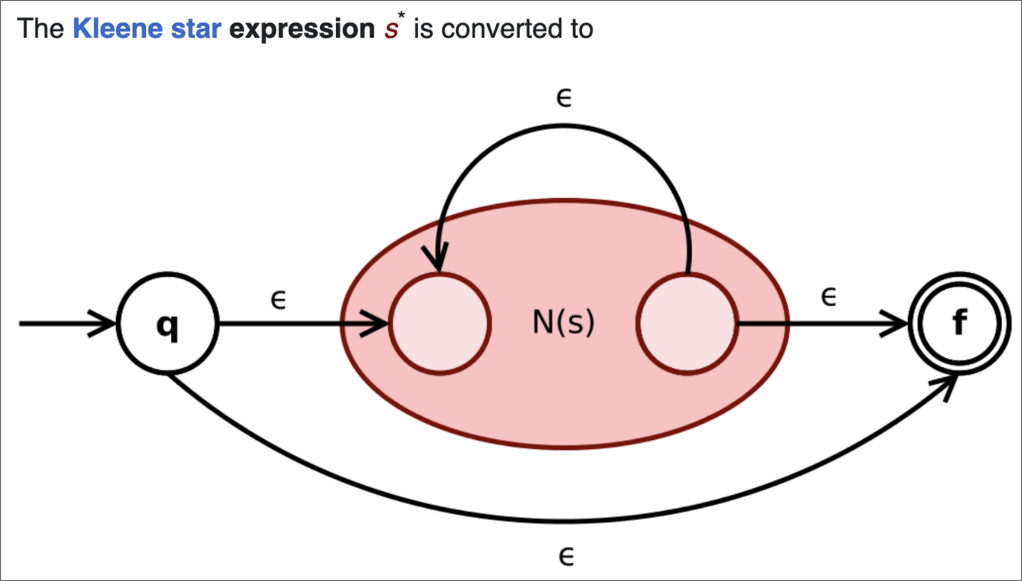 The Kleene star expression s* is converted to
ϵ
q
ϵ
N(s)
ϵ
f
ϵ